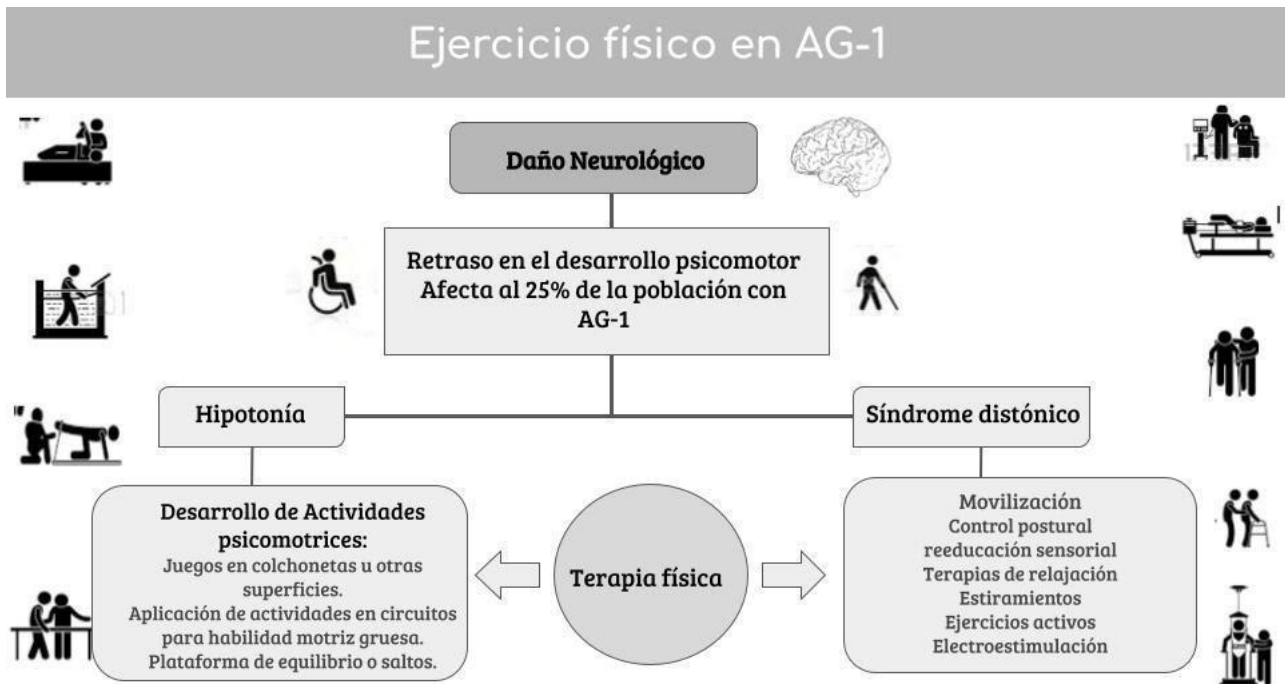 Ejercicio físico en AG-1
Daño Neurológico
Retraso en el desarrollo psicomotor
Afecta al 25% de la población con
AG-1
Hipotonía
Síndrome distónico
Desarrollo de Actividades
psicomotrices:
Juegos en colchonetas u otras
superficies.
Aplicación de actividades en circuitos
para habilidad motriz gruesa.
Plataforma de equilibrio o saltos.
Terapia física
Movilización
Control postural
reeducación sensorial
Terapias de relajación
Estiramientos
Ejercicios activos
Electroestimulación